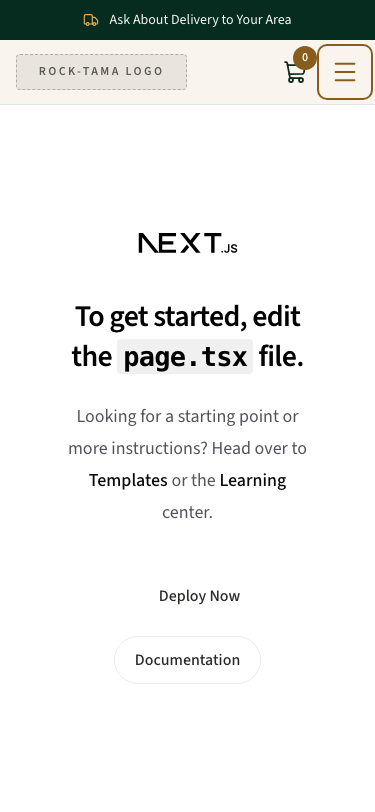 Ask About Delivery to Your Area
ROCK-TAMA LOGO
0
NEXT.JS
To get started, edit
the page.tsx file.
Looking for a starting point or
more instructions? Head over to
Templates or the Learning
center.
Deploy Now
Documentation